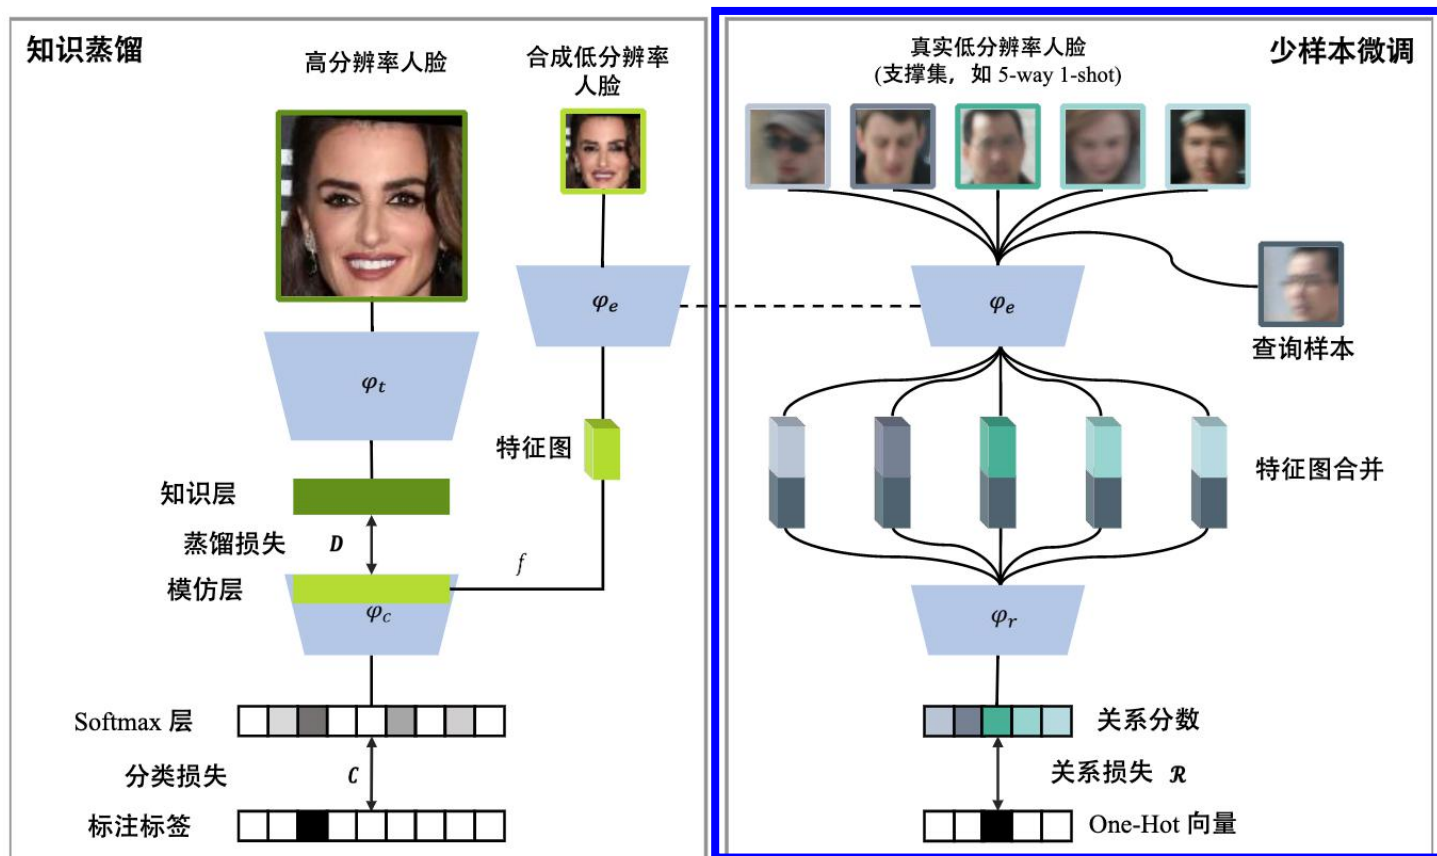 知识蒸馏
高分辨率人脸
合成低分辨率
人脸
φt
φe
知识层
特征图
蒸馏损失 D
f
模仿层
φc
Softmax 层
分类损失 C
标注标签
少样本微调
真实低分辨率人脸
(支撑集，如 5-way 1-shot)
φe
查询样本
特征图合并
φr
关系分数
关系损失 R
One-Hot 向量